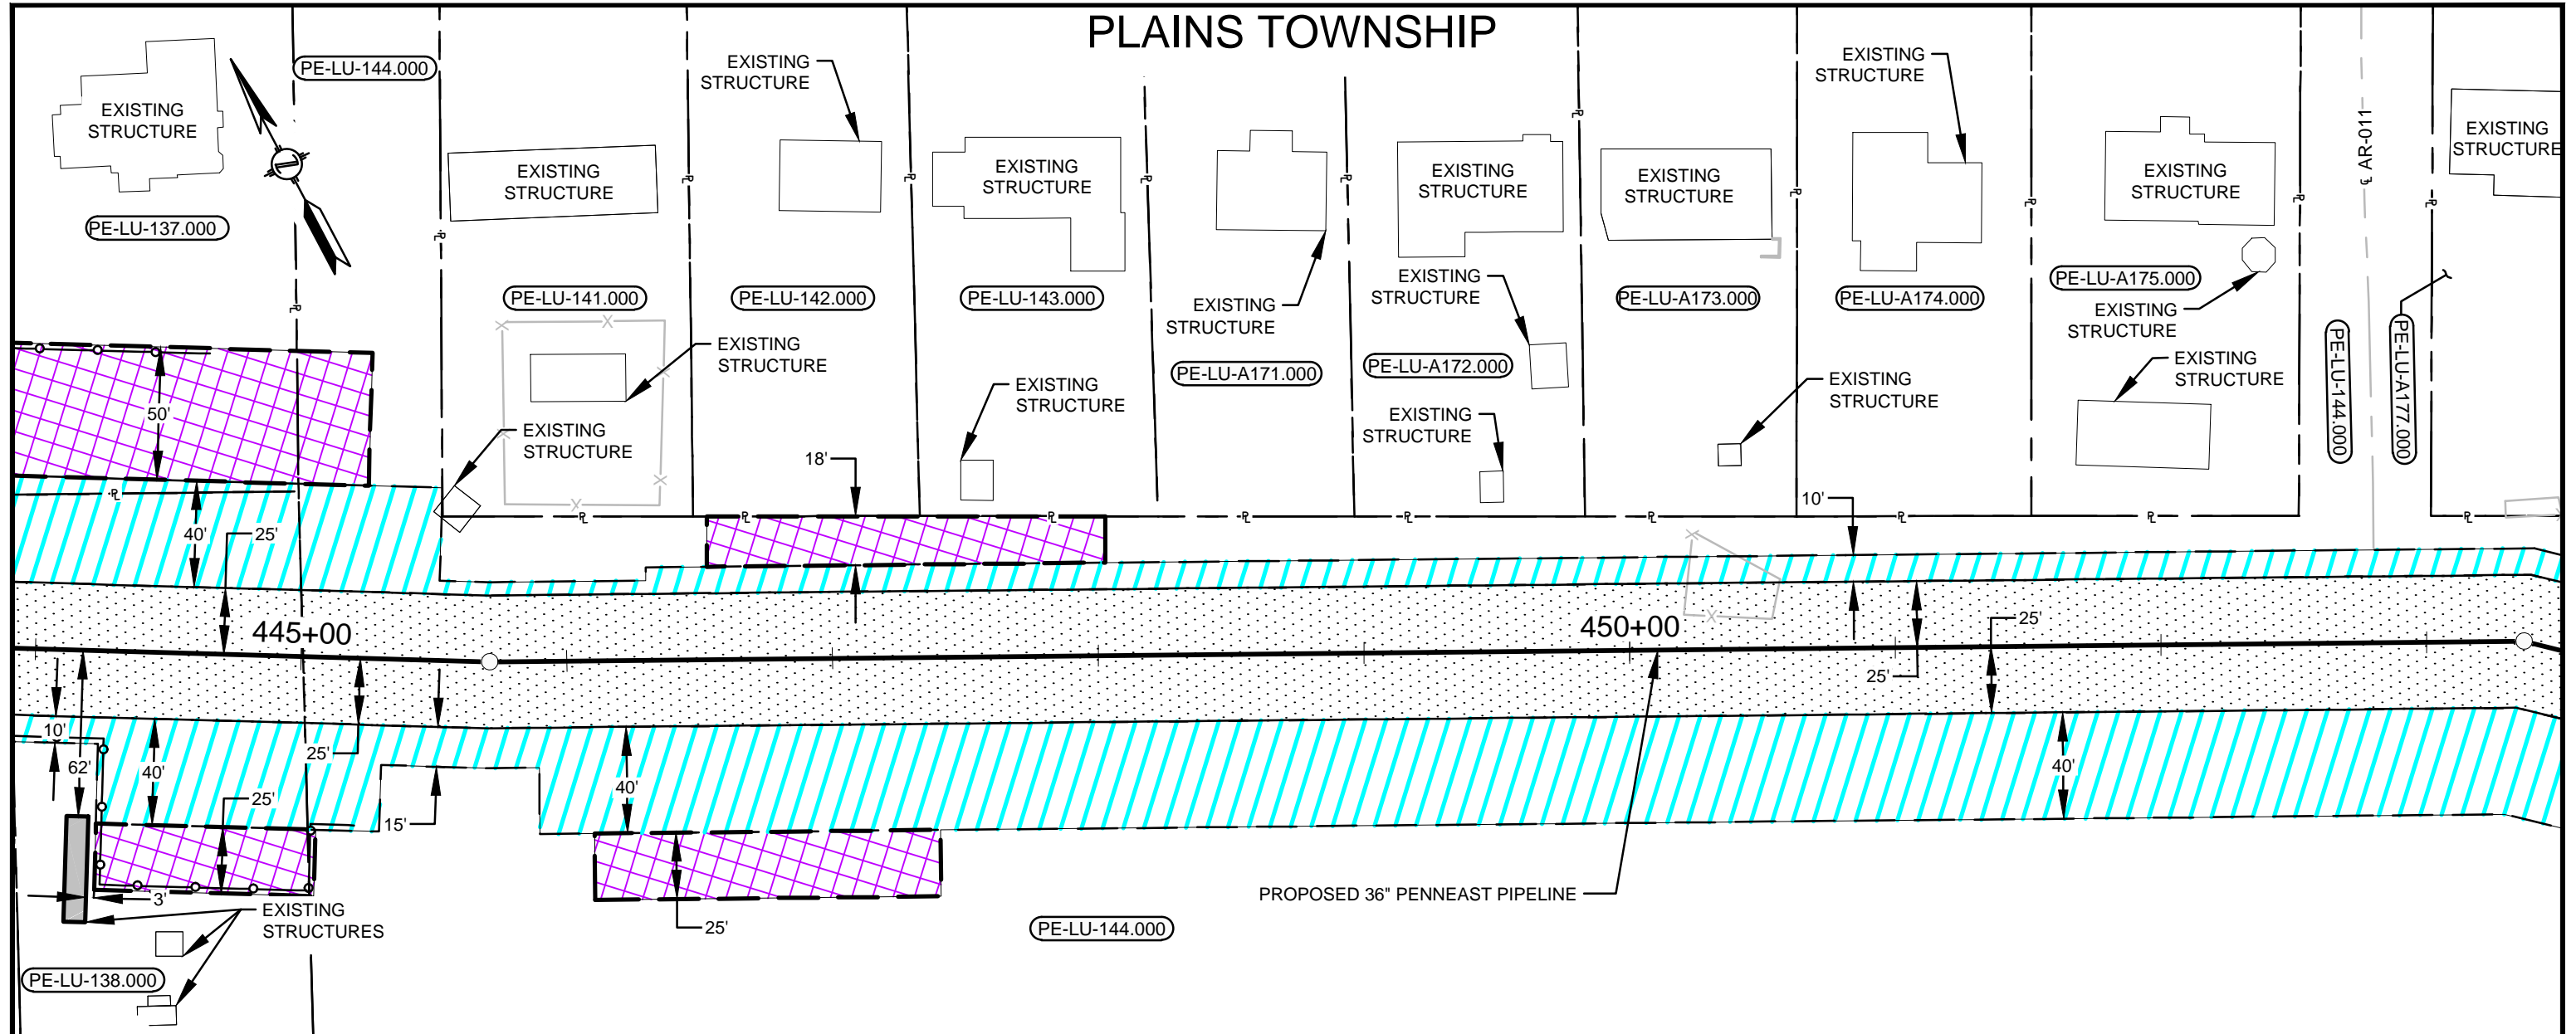 PLAINS TOWNSHIP
PE-LU-144.000
EXISTING
STRUCTURE
EXISTING
STRUCTURE
EXISTING
STRUCTURE
EXISTING
STRUCTURE
EXISTING
STRUCTURE
EXISTING
STRUCTURE
EXISTING
STRUCTURE
EXISTING
STRUCTURE
EXISTING
STRUCTURE
℄ AR-011
EXISTING
STRUCTURE
PE-LU-137.000
PE-LU-141.000
PE-LU-142.000
PE-LU-143.000
EXISTING
STRUCTURE
PE-LU-A171.000
EXISTING
STRUCTURE
PE-LU-A172.000
PE-LU-A173.000
PE-LU-A174.000
PE-LU-A175.000
EXISTING
STRUCTURE
PE-LU-144.000
PE-LU-A177.000
EXISTING
STRUCTURE
EXISTING
STRUCTURE
EXISTING
STRUCTURE
EXISTING
STRUCTURE
EXISTING
STRUCTURE
EXISTING
STRUCTURE
50'
18'
10'
40'
25'
445+00
450+00
25'
25'
10'
62'
40'
25'
25'
15'
40'
40'
3'
EXISTING
STRUCTURES
25'
PROPOSED 36" PENNEAST PIPELINE
PE-LU-144.000
PE-LU-138.000